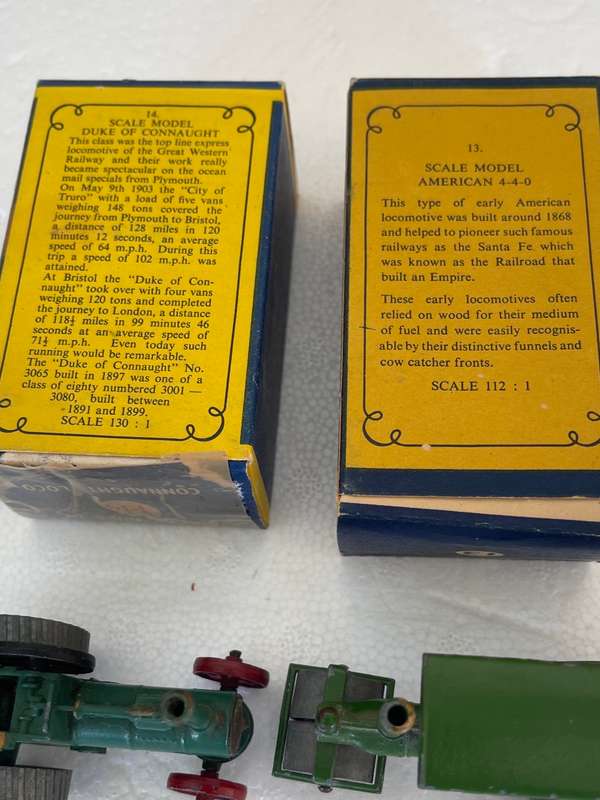 14.
SCALE MODEL
DUKE OF CONNAUGHT
This class was the top line express
locomotive of the Great Western
Railway and their work really
became spectacular on the ocean
mail specials from Plymouth.
On May 9th 1903 the "City of
Truro" with a load of five vans
weighing 148 tons covered the
journey from Plymouth to Bristol,
a distance of 128 miles in 120
minutes 12 seconds, an average
speed of 64 m.p.h. During this
trip a speed of 102 m.p.h. was
attained.
At Bristol the "Duke of Con-
naught" took over with four vans
weighing 120 tons and completed
the journey to London, a distance
of 118½ miles in 99 minutes 46
seconds at an average speed of
71½ m.p.h. Even today such
running would be remarkable.
The "Duke of Connaught" No.
3065 built in 1897 was one of a
class of eighty numbered 3001 —
3080, built between
1891 and 1899.
SCALE 130 : 1
CONNAUGHT LOCO
13.
SCALE MODEL
AMERICAN 4-4-0
This type of early American
locomotive was built around 1868
and helped to pioneer such famous
railways as the Santa Fe which
was known as the Railroad that
built an Empire.
These early locomotives often
relied on wood for their medium
of fuel and were easily recognis-
able by their distinctive funnels and
cow catcher fronts.
SCALE 112 : 1